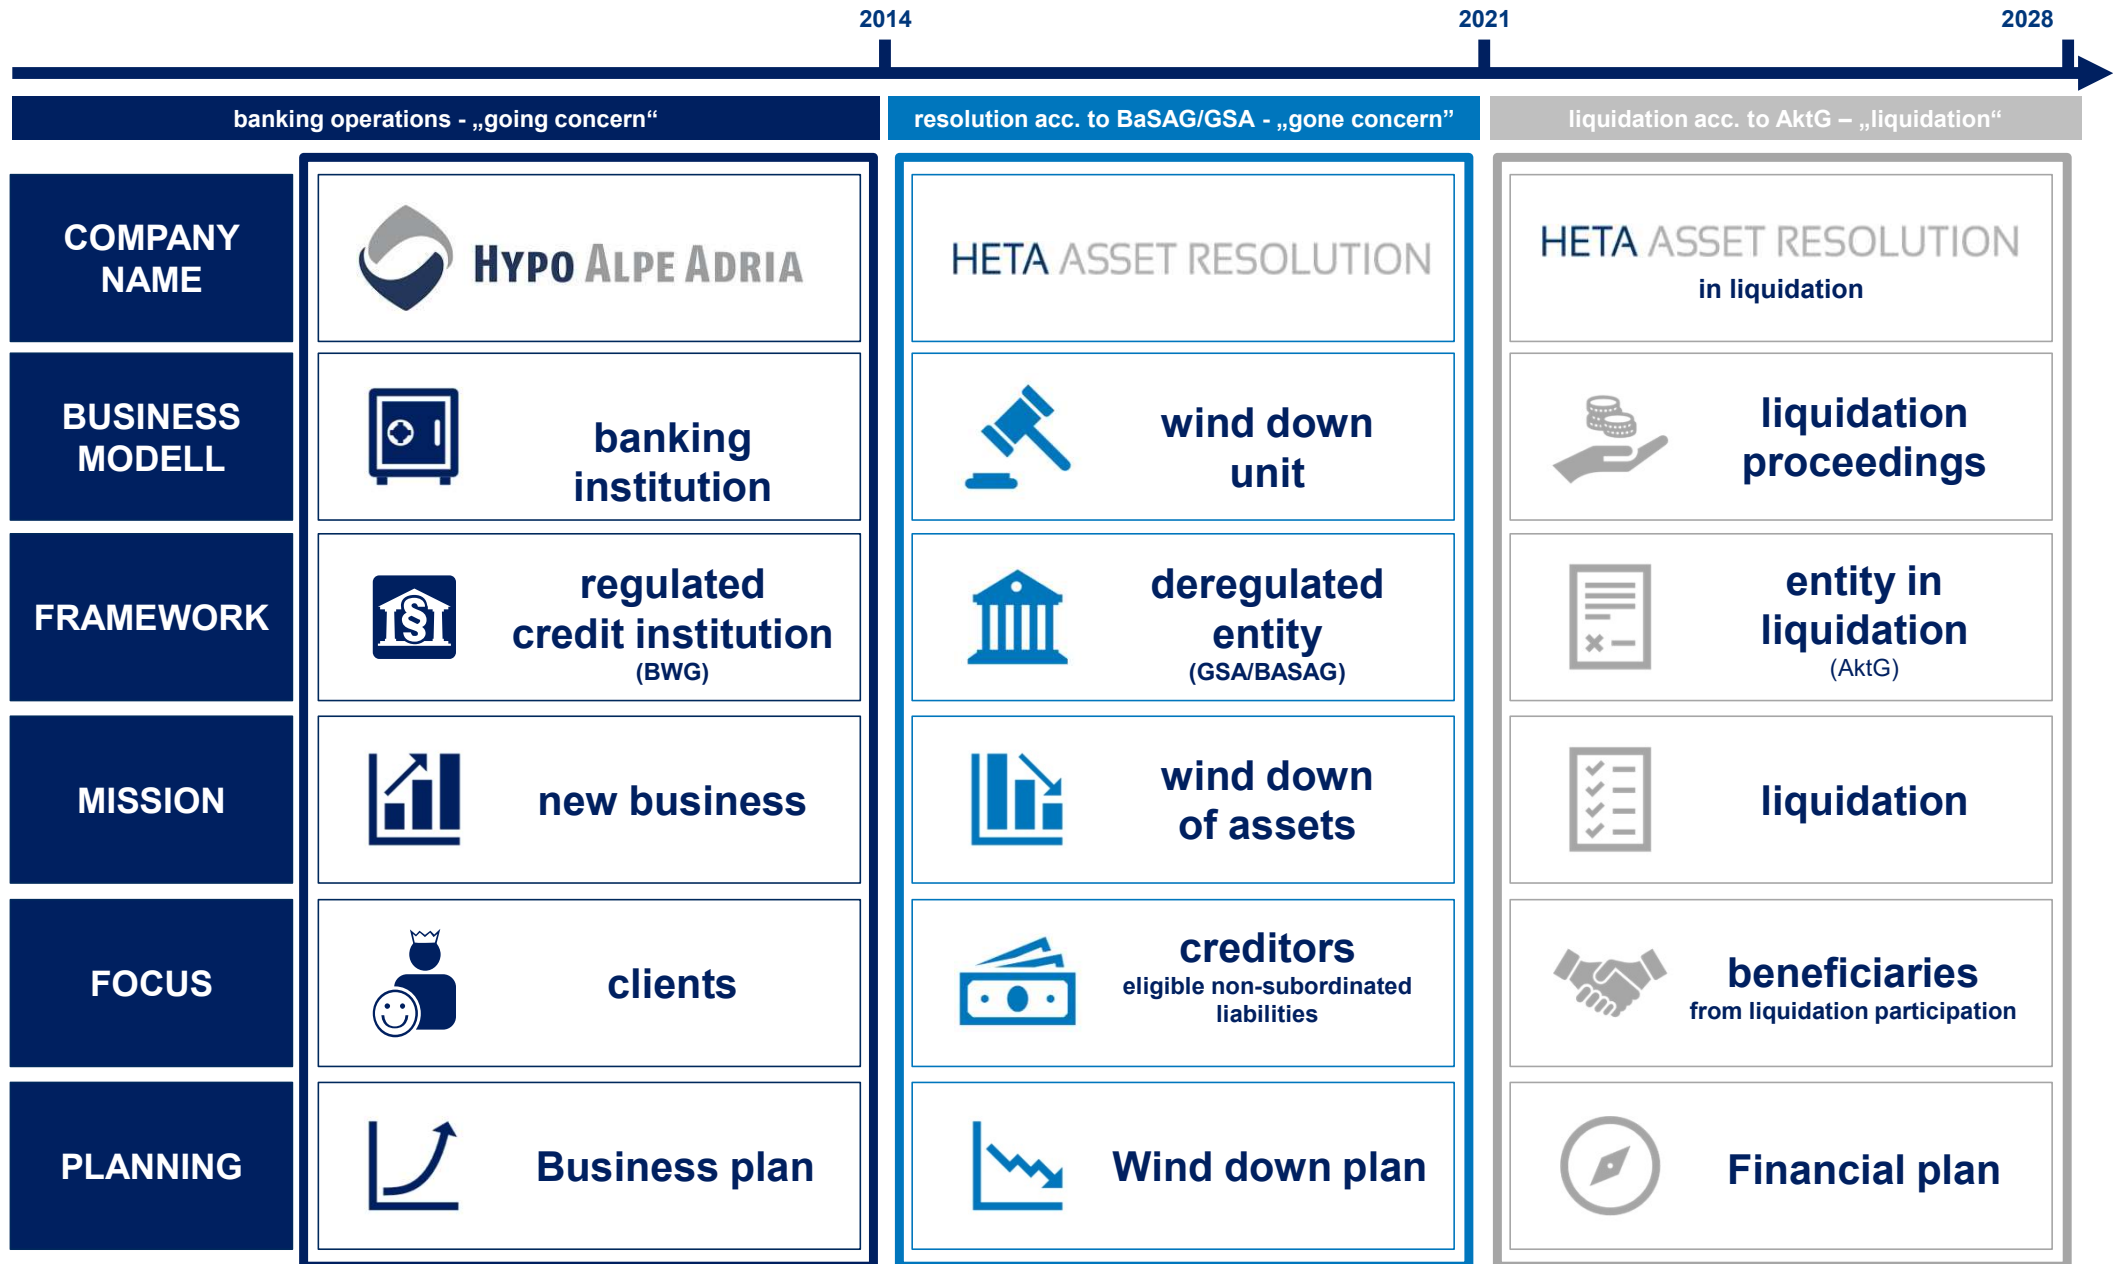 2014
2021
2028
banking operations - „going concern“
resolution acc. to BaSAG/GSA - „gone concern”
liquidation acc. to AktG – „liquidation“
COMPANY
NAME
HYPO ALPE ADRIA
HETA ASSET RESOLUTION
HETA ASSET RESOLUTION
in liquidation
BUSINESS
MODELL
banking
institution
wind down
unit
liquidation
proceedings
FRAMEWORK
regulated
credit institution
(BWG)
deregulated
entity
(GSA/BASAG)
entity in
liquidation
(AktG)
MISSION
new business
wind down
of assets
liquidation
FOCUS
clients
creditors
eligible non-subordinated
liabilities
beneficiaries
from liquidation participation
PLANNING
Business plan
Wind down plan
Financial plan